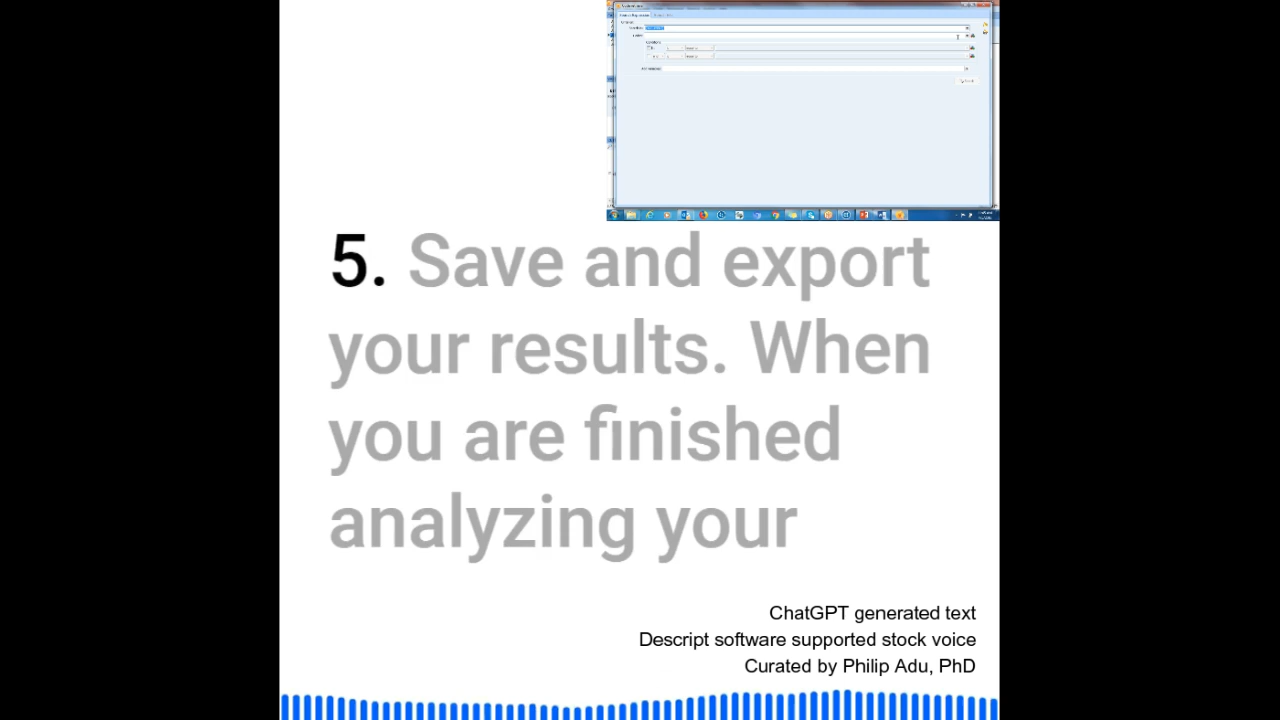 5. Save and export
your results. When
you are finished
analyzing your
ChatGPT generated text
Descript software supported stock voice
Curated by Philip Adu, PhD